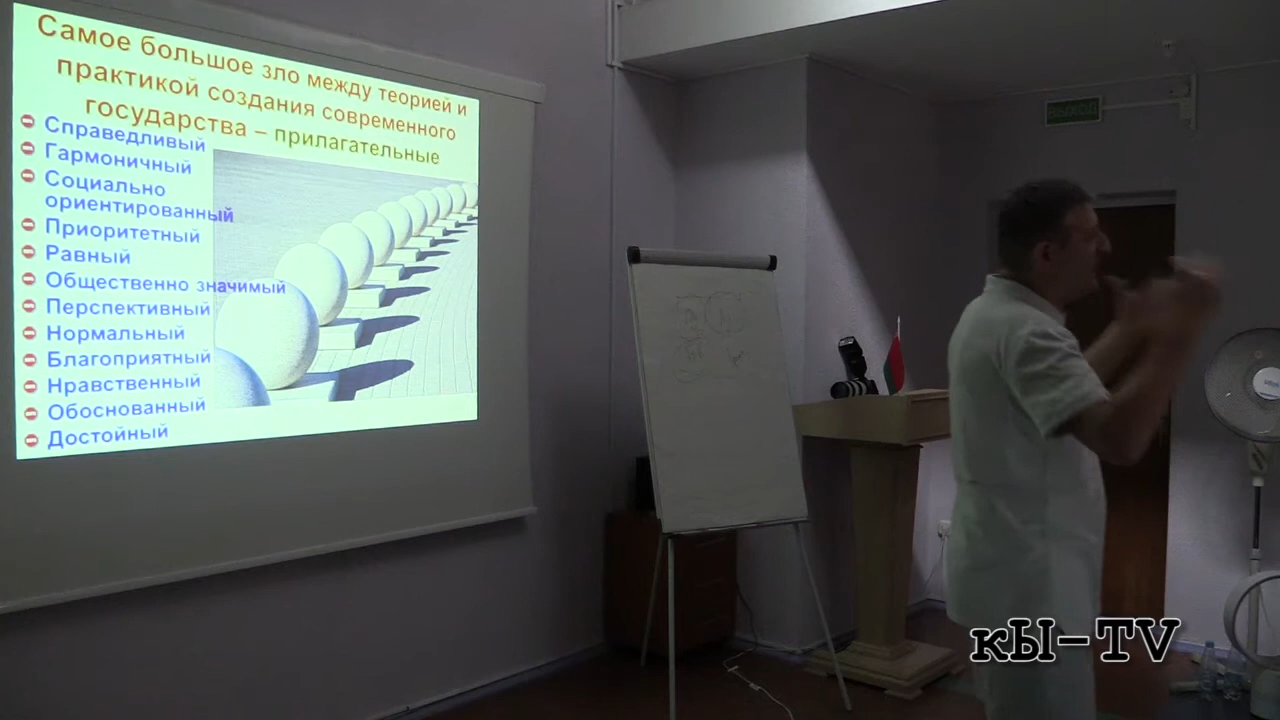 Самое большое зло между теорией и
практикой создания современного
государства – прилагательные
Справедливый
Гармоничный
Социально
ориентированный
Приоритетный
Равный
Общественно значимый
Перспективный
Нормальный
Благоприятный
Нравственный
Обоснованный
Достойный
ВЫХОД
кЫ-TV